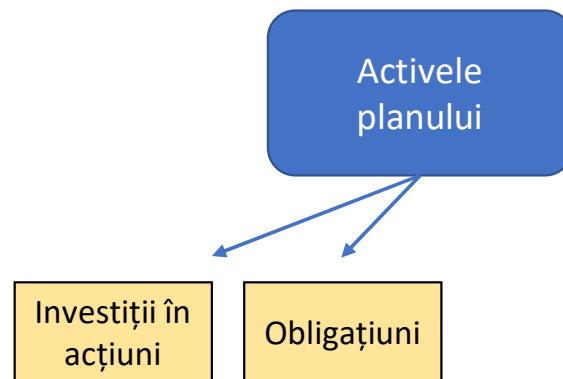 Activele
planului
Investiții în
acțiuni
Obligațiuni